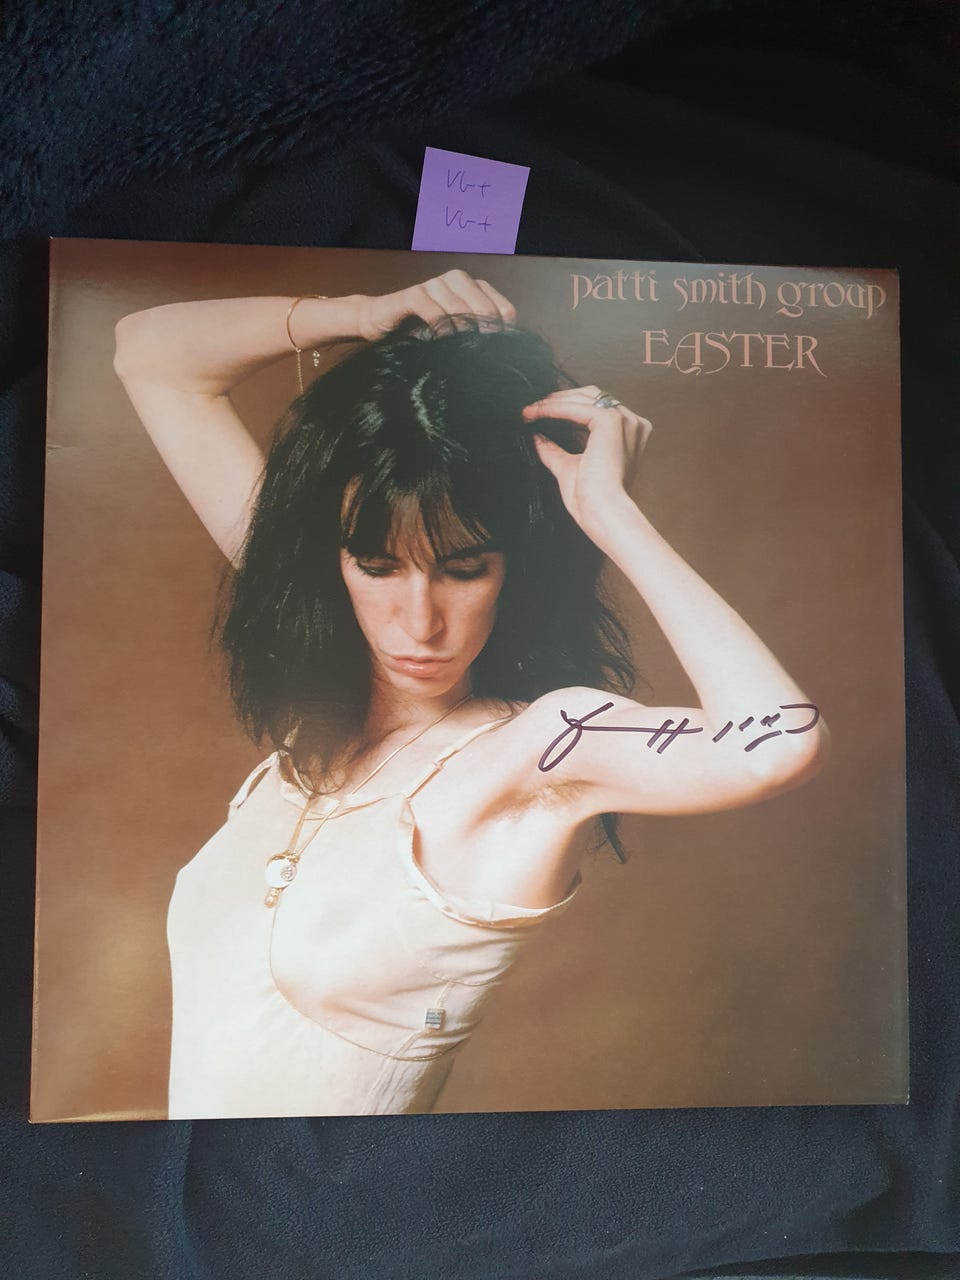 VG+
VG+
patti smith group
EASTER